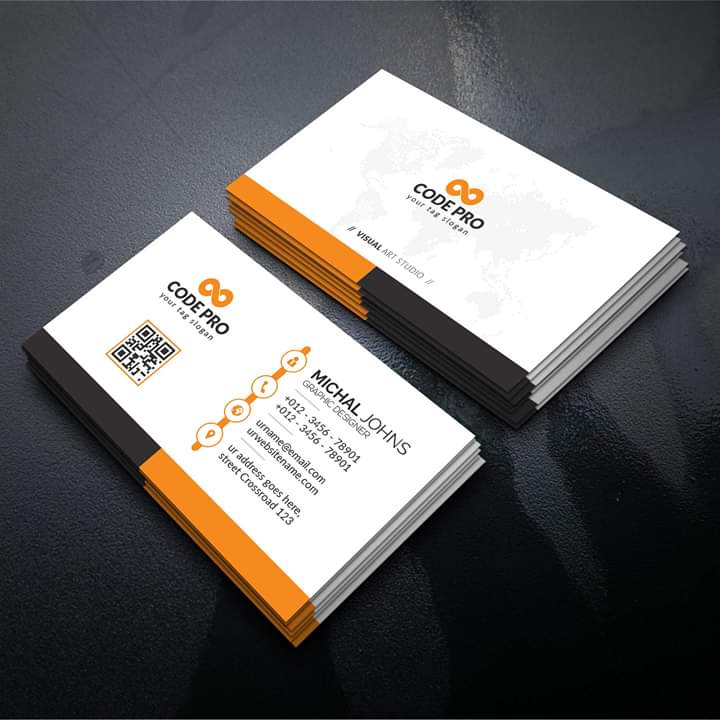 CODE PRO
your tag slogan
// VISUAL ART STUDIO //
CODE PRO
your tag slogan
MICHAL JOHNS
GRAPHIC DESIGNER
+012 - 3456 - 78901
+012 - 3456 - 78901
urname@email.com
urwebsitename.com
ur address goes here,
street Crossroad 123